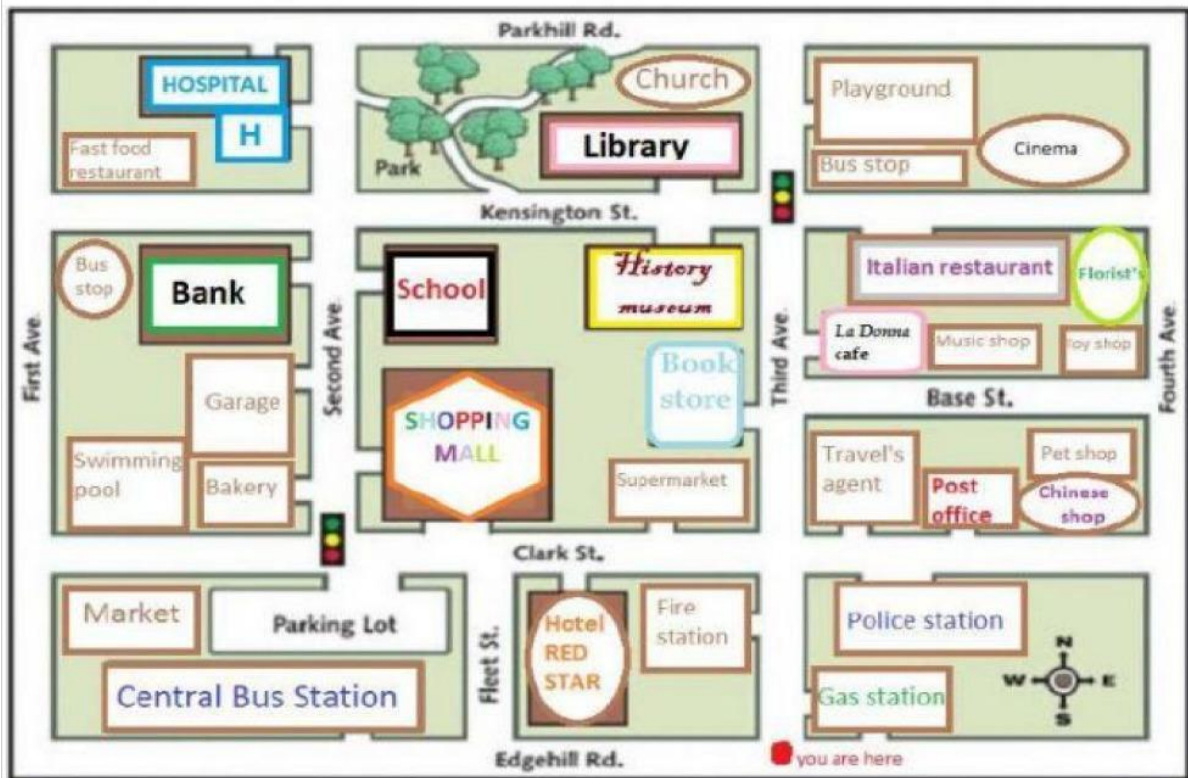 Parkhill Rd.
HOSPITAL
H
Fast food
restaurant
Park
Church
Library
Playground
Bus stop
Cinema
Kensington St.
Bus
stop
Bank
School
History
museum
Italian restaurant
Florist's
La Donna
cafe
Music shop
Toy shop
First Ave.
Second Ave.
Third Ave.
Fourth Ave.
Garage
Swimming
pool
Bakery
SHOPPING
MALL
Book
store
Supermarket
Base St.
Travel's
agent
Post
office
Pet shop
Chinese
shop
Clark St.
Market
Parking Lot
Central Bus Station
Fleet St.
Hotel
RED
STAR
Fire
station
Police station
Gas station
N
W E
S
Edgehill Rd.
you are here